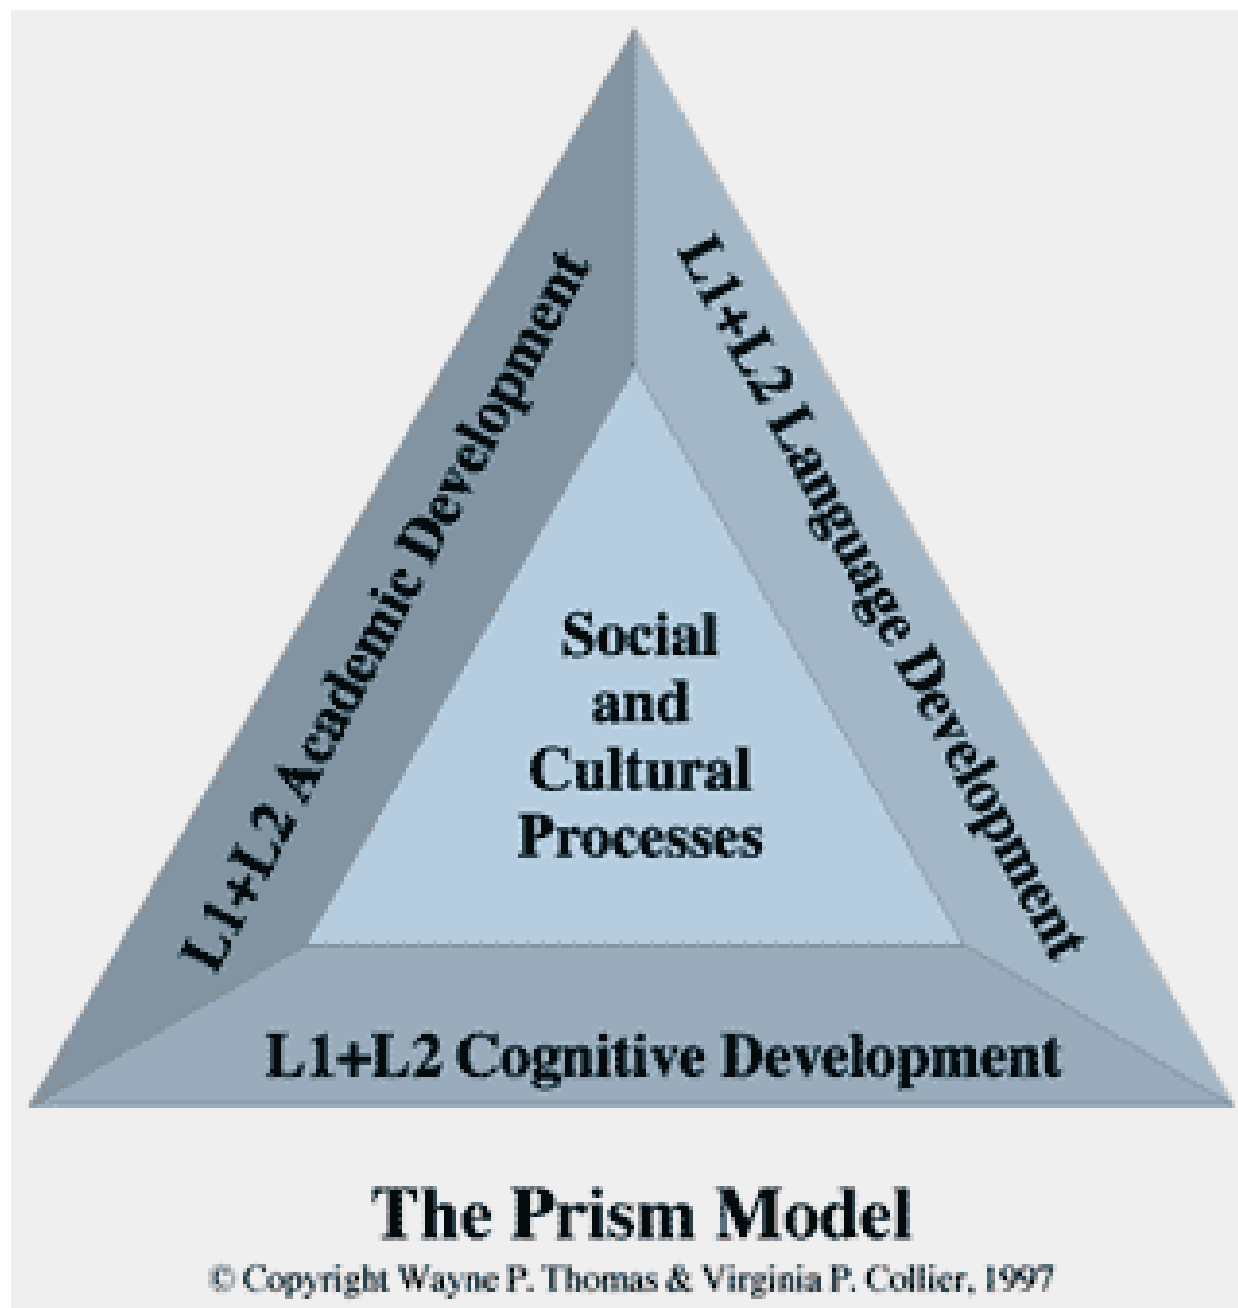 L1+L2 Academic Development
L1+L2 Language Development
Social
and
Cultural
Processes
L1+L2 Cognitive Development
The Prism Model
© Copyright Wayne P. Thomas & Virginia P. Collier, 1997